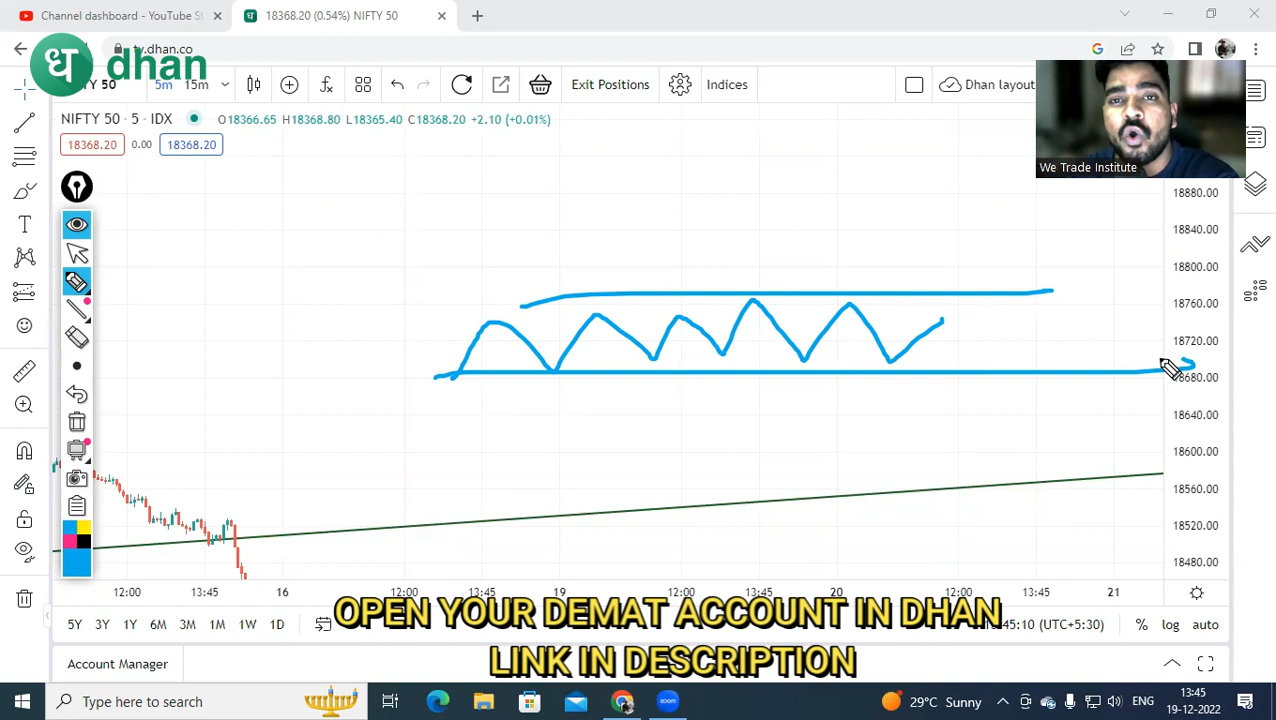 Channel dashboard - YouTube St
18368.20 (0.54%) NIFTY 50
tv.dhan.co
ध dhan
Y 50
5m
15m
Exit Positions
Indices
Dhan layout
NIFTY 50 · 5 · IDX
O18366.65 H18368.80 L18365.40 C18368.20 +2.10 (+0.01%)
18368.20
0.00
18368.20
We Trade Institute
18880.00
18840.00
18800.00
18760.00
18720.00
18680.00
18640.00
18600.00
18560.00
18520.00
18480.00
12:00
13:45
16
12:00
13:45
19
12:00
13:45
20
12:00
13:45
21
OPEN YOUR DEMAT ACCOUNT IN DHAN
LINK IN DESCRIPTION
5Y 3Y 1Y 6M 3M 1M 1W 1D
:45:10 (UTC+5:30)
% log auto
Account Manager
Type here to search
29°C Sunny
ENG
13:45
19-12-2022